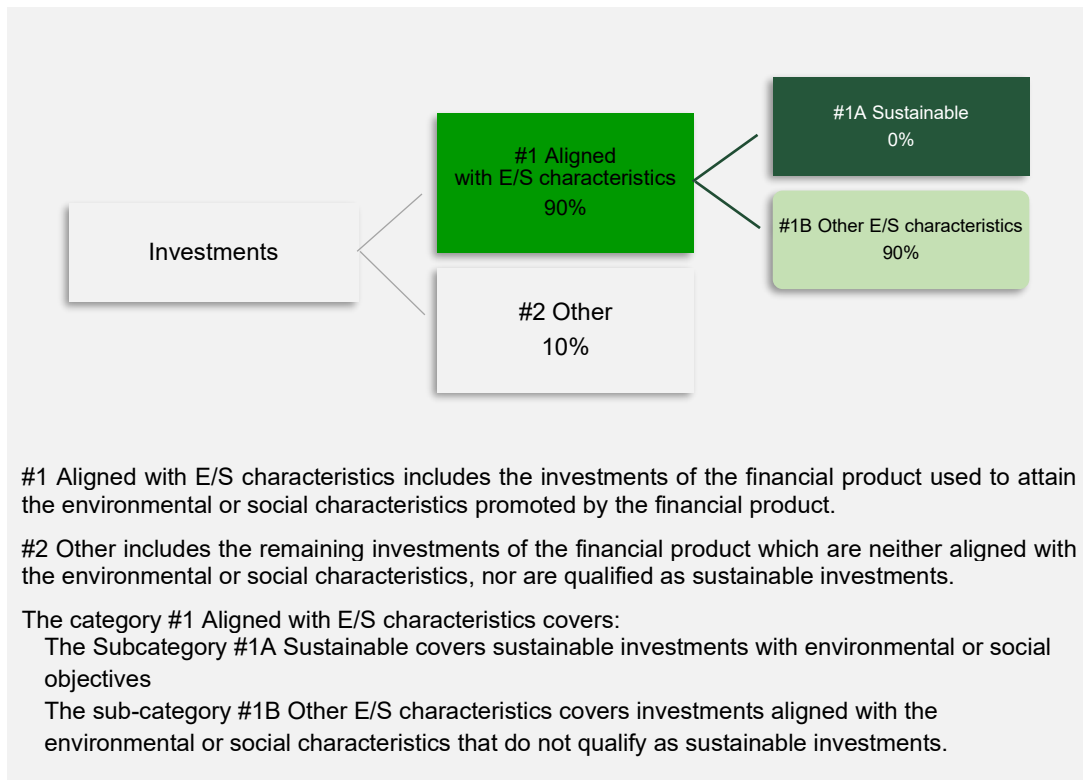 #1A Sustainable
0%
#1 Aligned
with E/S characteristics
90%
#1B Other E/S characteristics
90%
Investments
#2 Other
10%
#1 Aligned with E/S characteristics includes the investments of the financial product used to attain
the environmental or social characteristics promoted by the financial product.
#2 Other includes the remaining investments of the financial product which are neither aligned with
the environmental or social characteristics, nor are qualified as sustainable investments.
The category #1 Aligned with E/S characteristics covers:
The Subcategory #1A Sustainable covers sustainable investments with environmental or social
objectives
The sub-category #1B Other E/S characteristics covers investments aligned with the
environmental or social characteristics that do not qualify as sustainable investments.